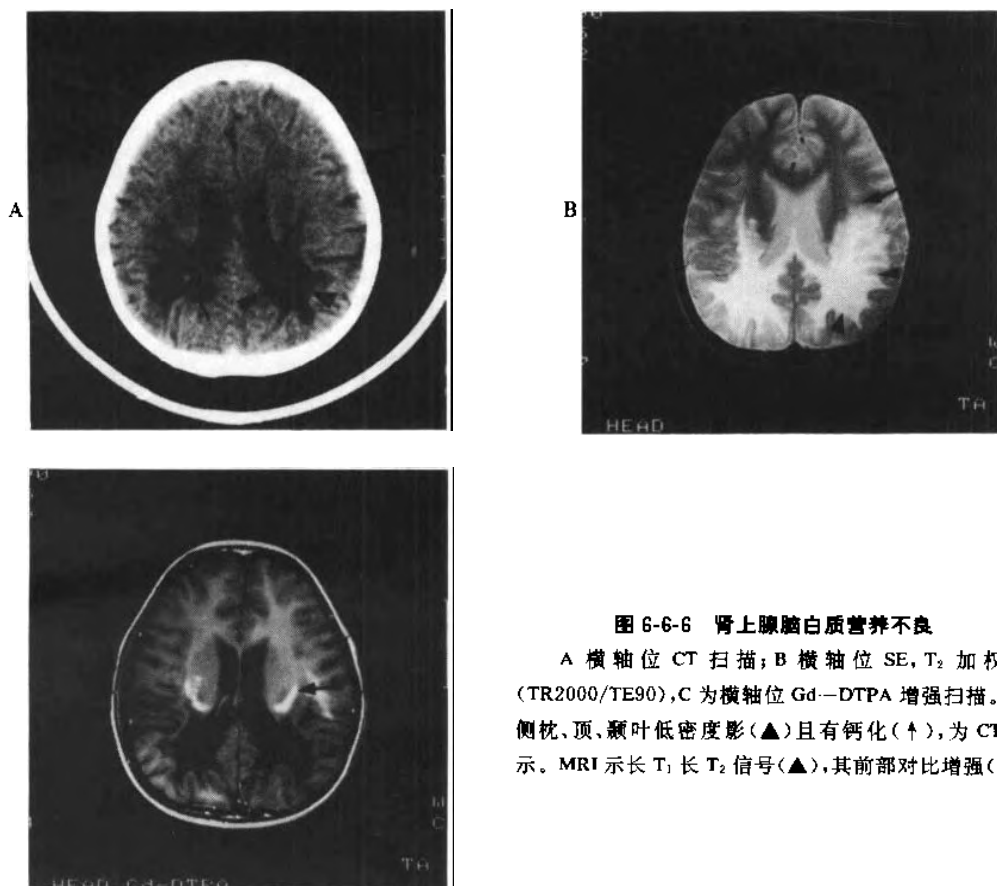 A
B
HEAD
TA
W
C
TA
HEAD Gd-DTPA
图 6-6-6 肾上腺脑白质营养不良
A 横轴位 CT 扫描;B 横轴位 SE,T₂ 加权
(TR2000/TE90),C 为横轴位 Gd—DTPA 增强扫描。
侧枕、顶、颞叶低密度影(▲)且有钙化(↑),为 CT
示。MRI 示长 T₁ 长 T₂ 信号(▲),其前部对比增强(